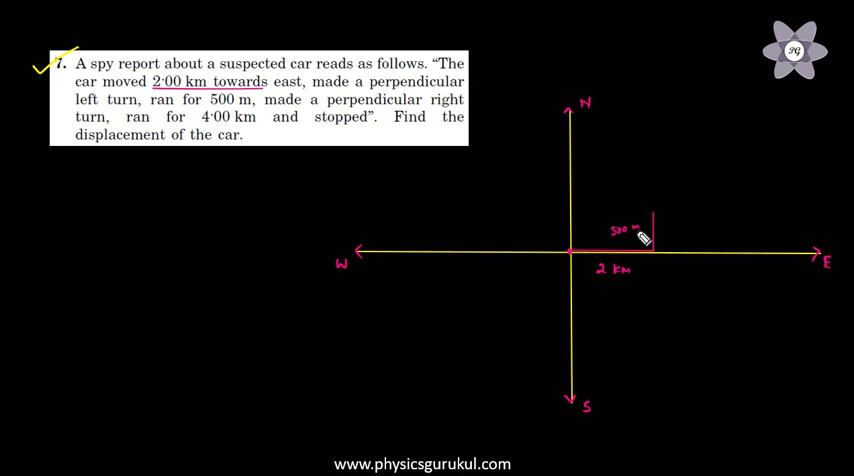 7. A spy report about a suspected car reads as follows. "The
car moved 2·00 km towards east, made a perpendicular
left turn, ran for 500 m, made a perpendicular right
turn, ran for 4·00 km and stopped". Find the
displacement of the car.
PG
N
500 m
W
E
2 KM
S
www.physicsgurukul.com